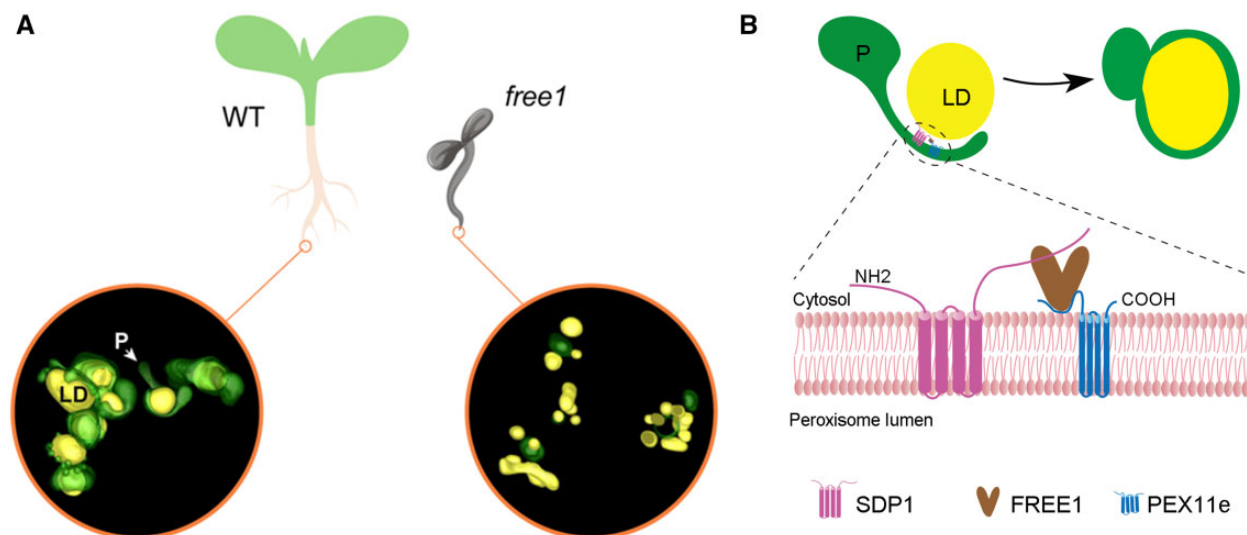 A
WT
free1
P
LD
B
P
LD
NH2
Cytosol
COOH
Peroxisome lumen
SDP1
FREE1
PEX11e